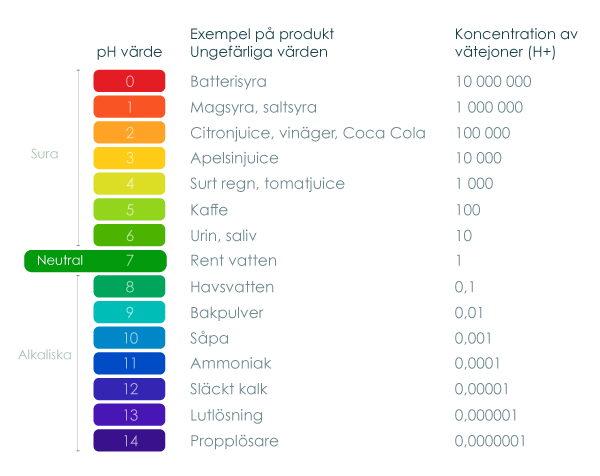 pH värde Exempel på produkt Ungefärliga värden Koncentration av vätejoner (H+)
0 Batterisyra 10 000 000
1 Magsyra, saltsyra 1 000 000
2 Citronjuice, vinäger, Coca Cola 100 000
Sura
3 Apelsinjuice 10 000
4 Surt regn, tomatjuice 1 000
5 Kaffe 100
6 Urin, saliv 10
Neutral 7 Rent vatten 1
8 Havsvatten 0,1
9 Bakpulver 0,01
10 Såpa 0,001
Alkaliska
11 Ammoniak 0,0001
12 Släckt kalk 0,00001
13 Lutlösning 0,000001
14 Propplösare 0,0000001